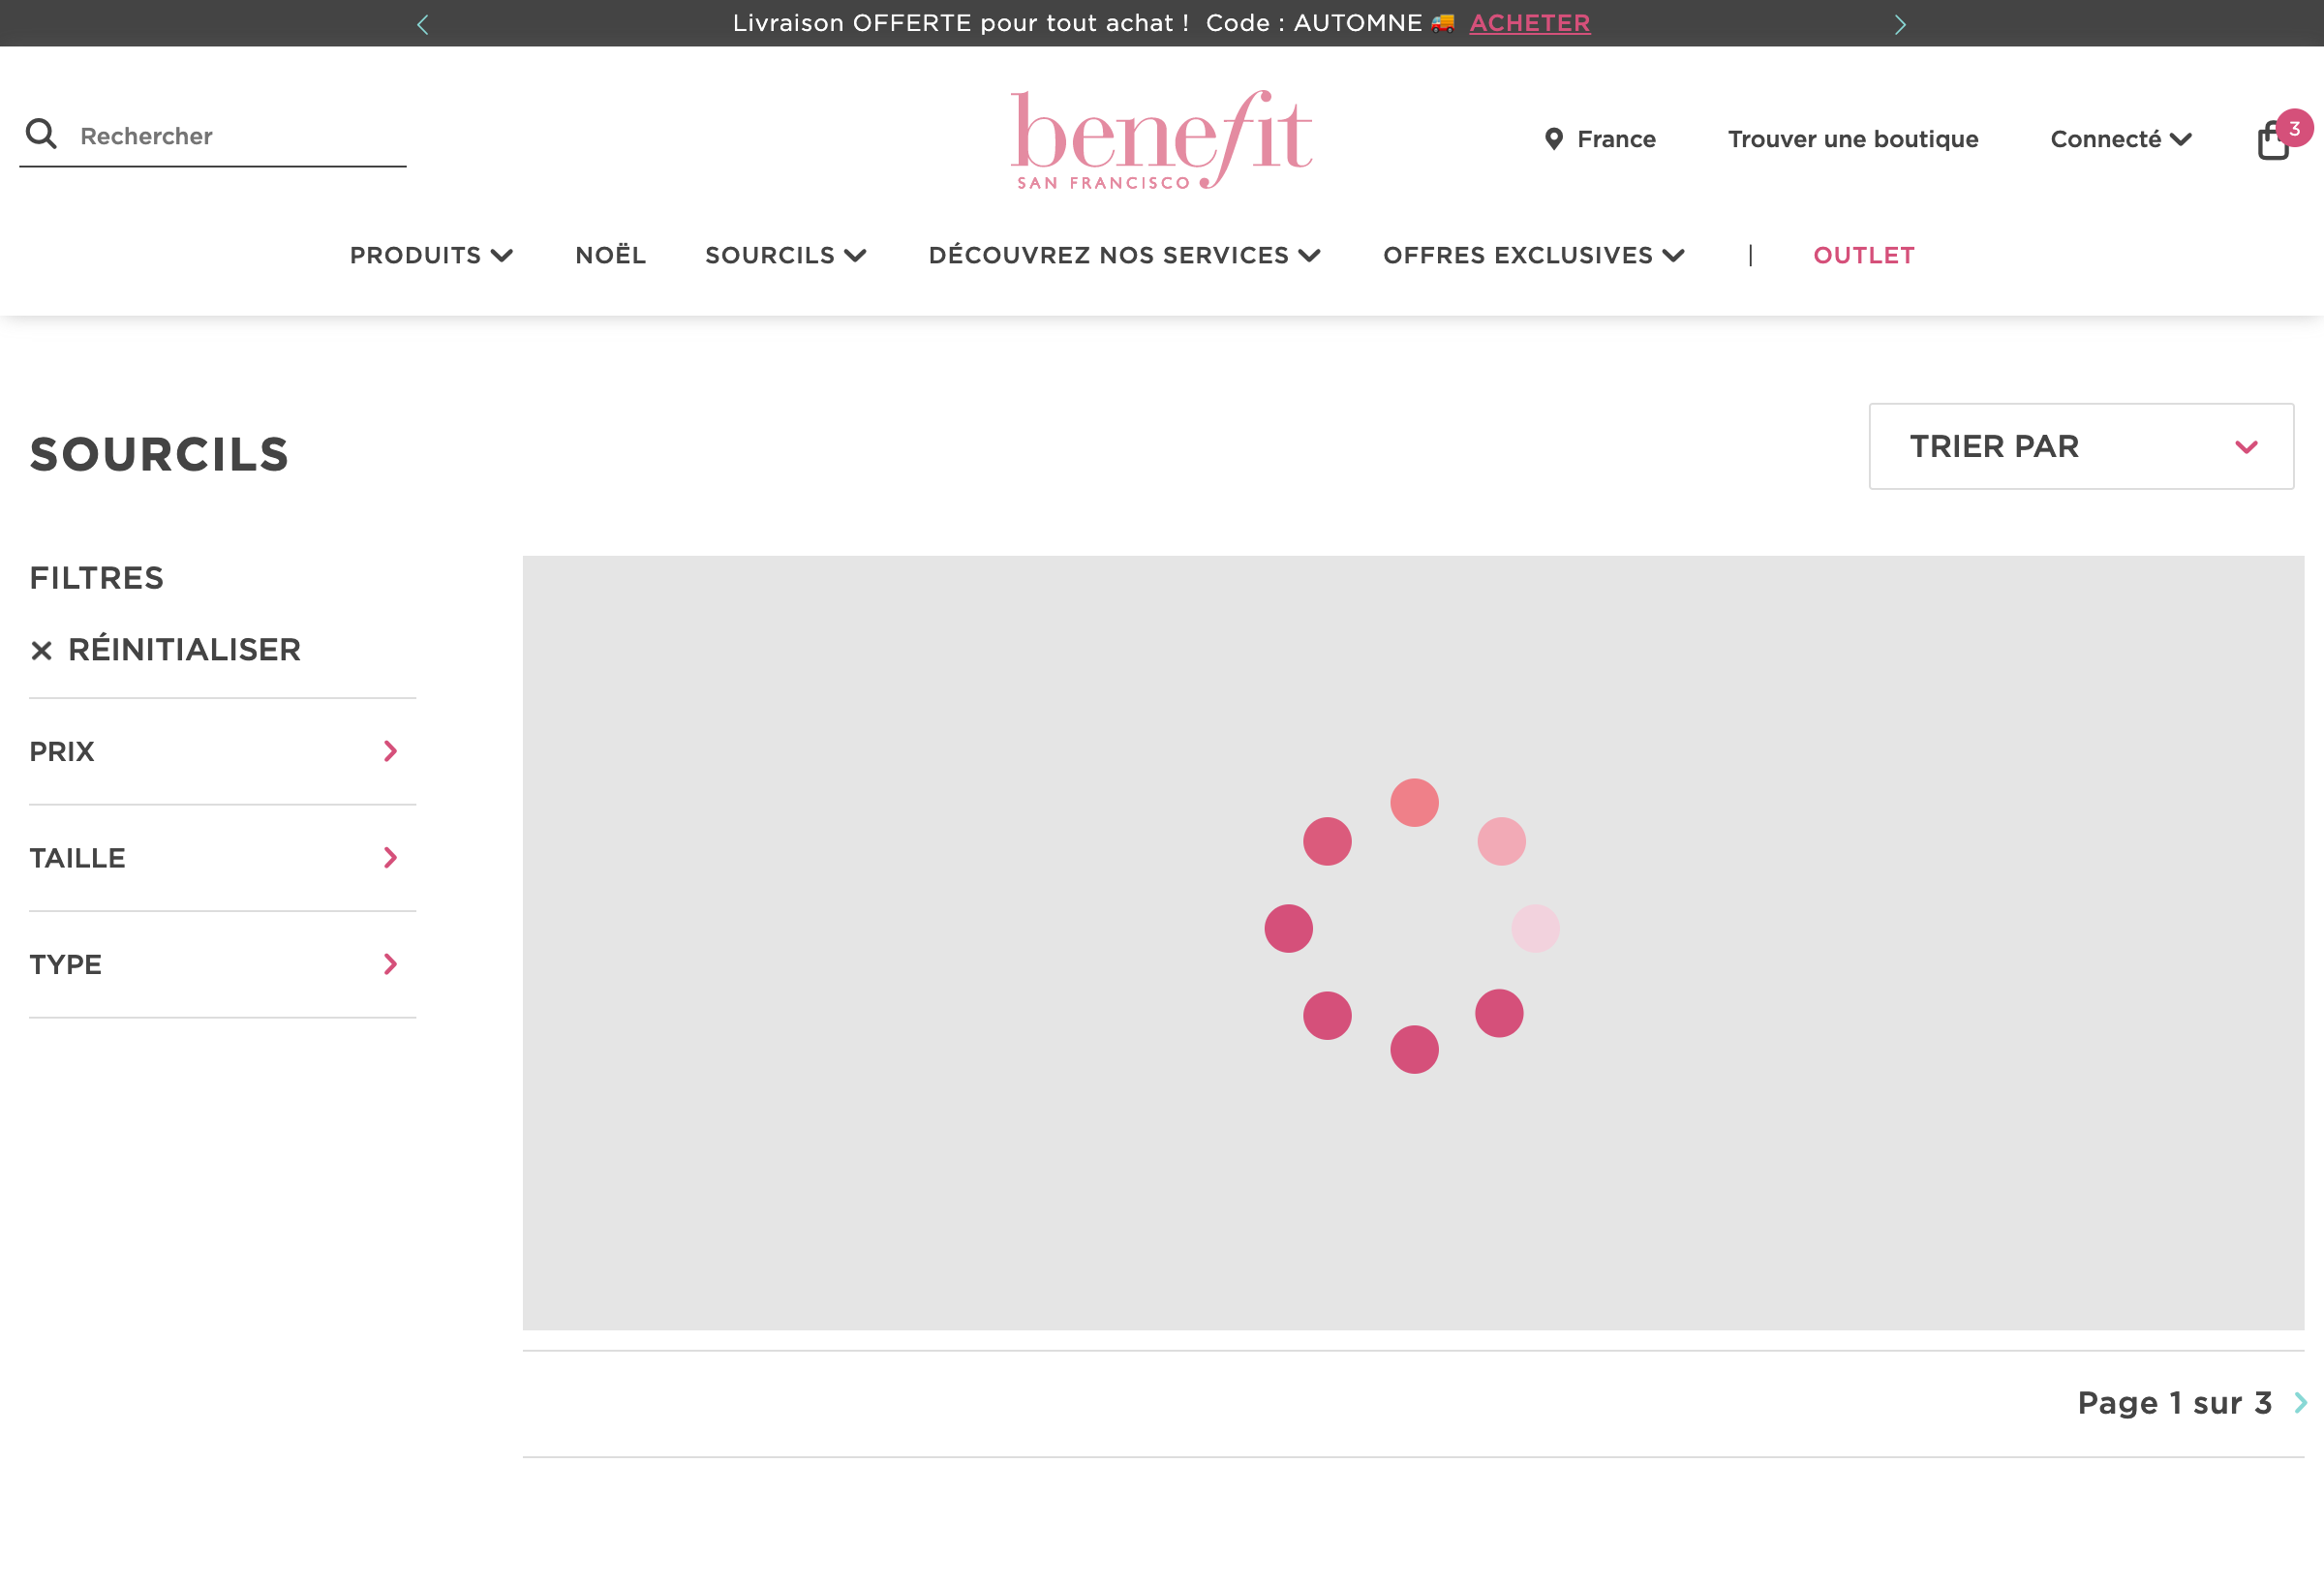 Livraison OFFERTE pour tout achat ! Code : AUTOMNE 🚚 ACHETER
Rechercher
benefit
SAN FRANCISCO
France
Trouver une boutique
Connecté
3
PRODUITS
NOËL
SOURCILS
DÉCOUVREZ NOS SERVICES
OFFRES EXCLUSIVES
|
OUTLET
SOURCILS
TRIER PAR
FILTRES
RÉINITIALISER
PRIX
TAILLE
TYPE
Page 1 sur 3